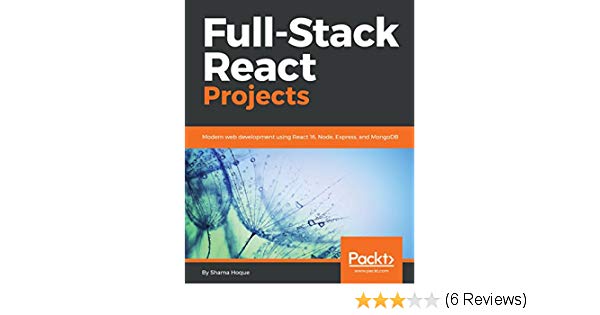 Full-Stack
React
Projects
Modern web development using React 16, Node, Express, and MongoDB
Packt>
www.packt.com
By Shama Hoque
(6 Reviews)